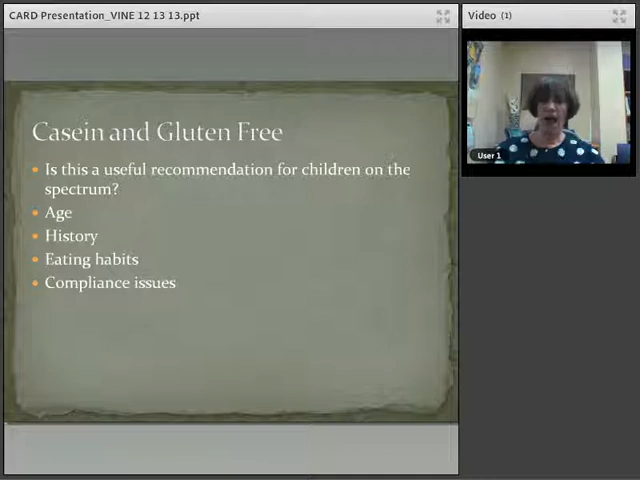 CARD Presentation_VINE 12 13 13.ppt
Video (1)
User 1
Casein and Gluten Free
Is this a useful recommendation for children on the
spectrum?
Age
History
Eating habits
Compliance issues